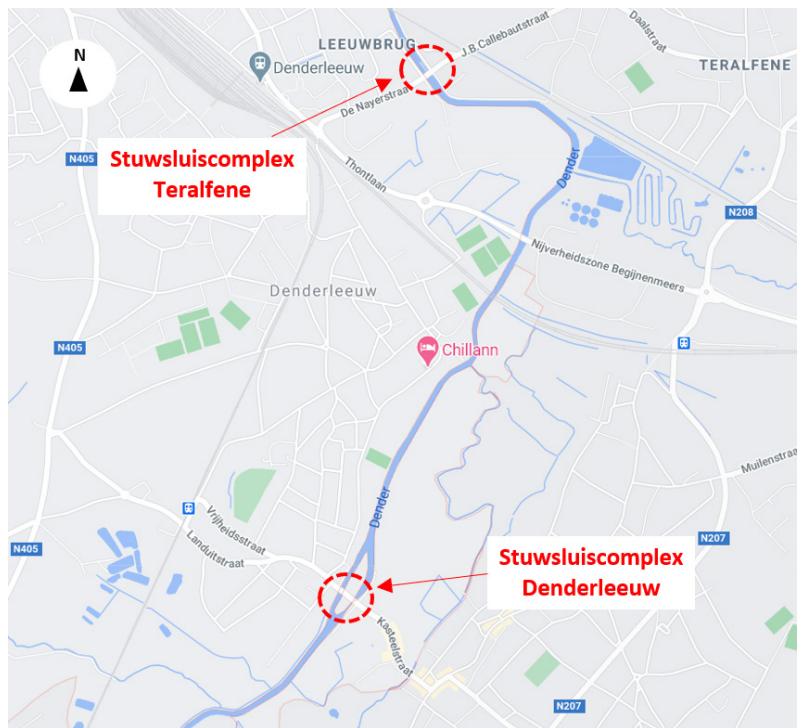 N
LEEUWBRUG
J.B. Callebautstraat
Daalstraat
TERALFENE
Denderleeuw
De Nayerstraat
Stuwsluiscomplex
Teralfene
N405
Thontlaan
Dender
N208
Nijverheidszone Begijnenmeers
Denderleeuw
N405
Chillann
Muilenstraat
Dender
Vrijheidsstraat
Landuitstraat
N405
N207
Stuwsluiscomplex
Denderleeuw
Kasteelstraat
N207